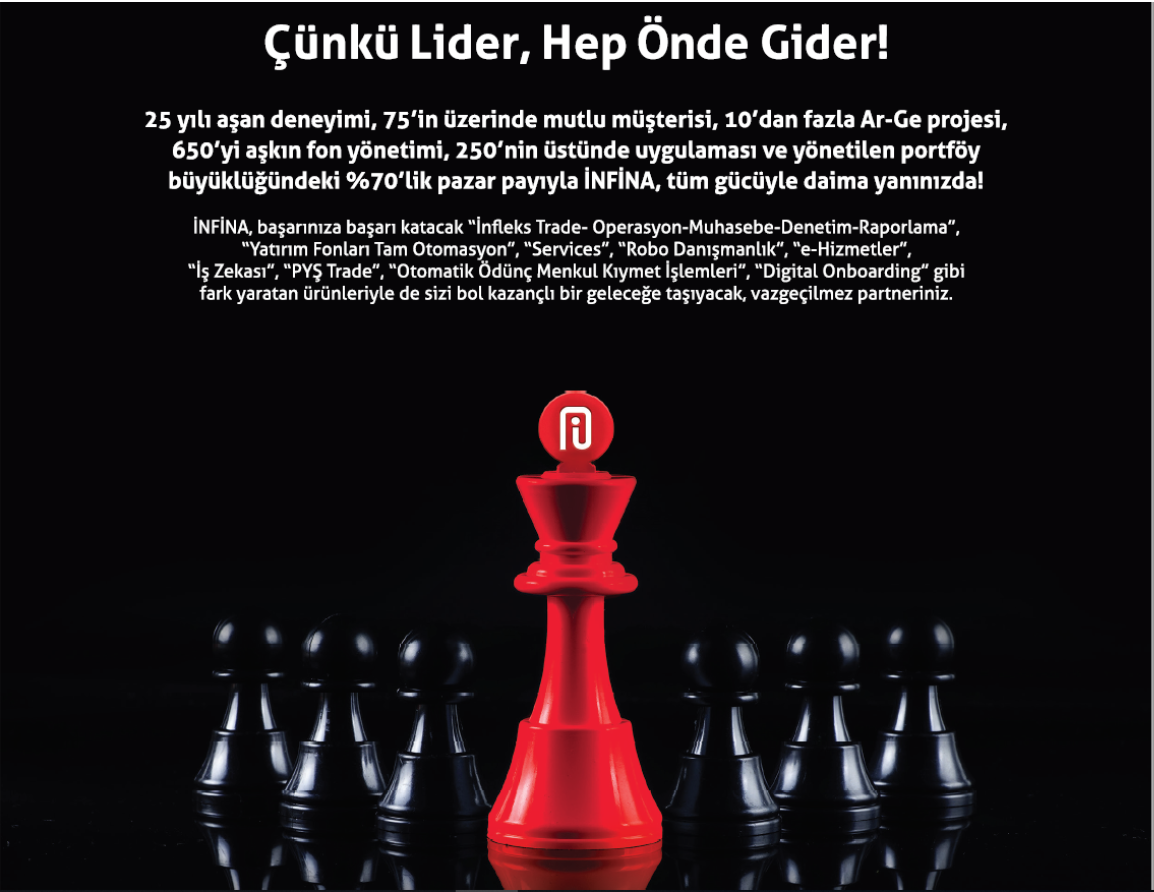 Çünkü Lider, Hep Önde Gider!
25 yılı aşan deneyimi, 75’in üzerinde mutlu müşterisi, 10’dan fazla Ar-Ge projesi,
650’yi aşkın fon yönetimi, 250’nin üstünde uygulaması ve yönetilen portföy
büyüklüğündeki %70’lik pazar payıyla İNFİNA, tüm gücüyle daima yanınızda!
İNFİNA, başarınıza başarı katacak “İnfleks Trade- Operasyon-Muhasebe-Denetim-Raporlama”,
“Yatırım Fonları Tam Otomasyon”, “Services”, “Robo Danışmanlık”, “e-Hizmetler”,
“İş Zekası”, “PYŞ Trade”, “Otomatik Ödünç Menkul Kıymet İşlemleri”, “Digital Onboarding” gibi
fark yaratan ürünleriyle de sizi bol kazançlı bir geleceğe taşıyacak, vazgeçilmez partneriniz.